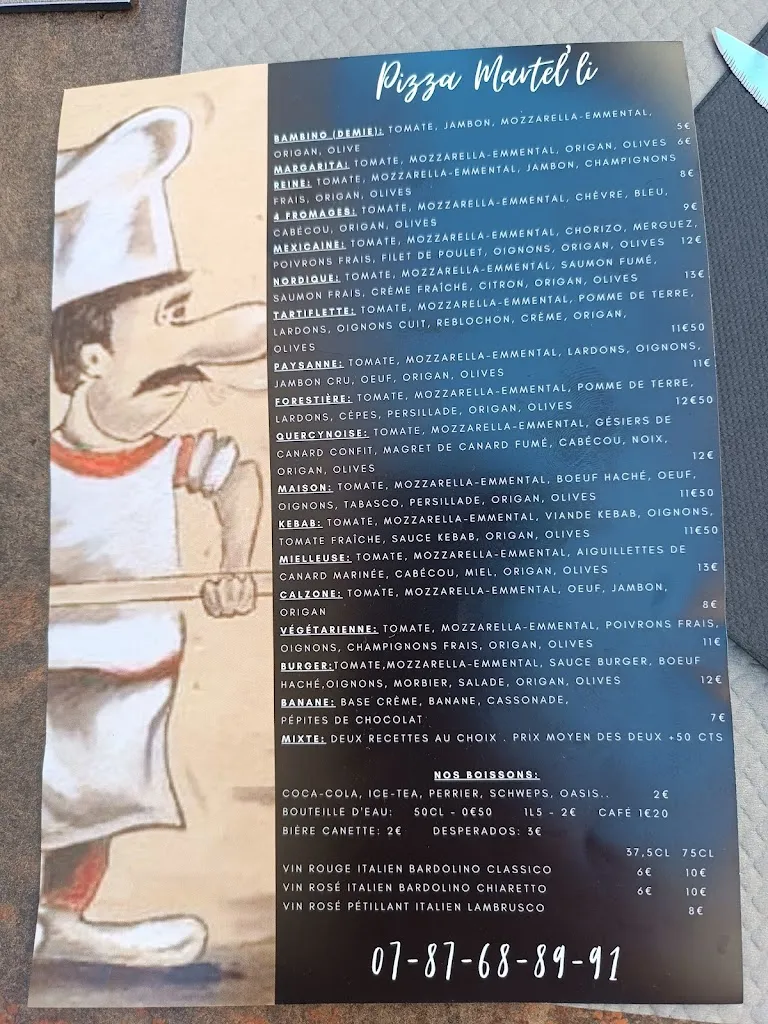 Pizza Martel'li
BAMBINO (DEMIE): TOMATE, JAMBON, MOZZARELLA-EMMENTAL,
ORIGAN, OLIVE 5€
MARGARITA: TOMATE, MOZZARELLA-EMMENTAL, ORIGAN, OLIVES 6€
REINE: TOMATE, MOZZARELLA-EMMENTAL, JAMBON, CHAMPIGNONS
FRAIS, ORIGAN, OLIVES 8€
4 FROMAGES: TOMATE, MOZZARELLA-EMMENTAL, CHÈVRE, BLEU,
CABÉCOU, ORIGAN, OLIVES 9€
MEXICAINE: TOMATE, MOZZARELLA-EMMENTAL, CHORIZO, MERGUEZ,
POIVRONS FRAIS, FILET DE POULET, OIGNONS, ORIGAN, OLIVES 12€
NORDIQUE: TOMATE, MOZZARELLA-EMMENTAL, SAUMON FUMÉ,
SAUMON FRAIS, CRÈME FRAÎCHE, CITRON, ORIGAN, OLIVES 13€
TARTIFLETTE: TOMATE, MOZZARELLA-EMMENTAL, POMME DE TERRE,
LARDONS, OIGNONS CUIT, REBLOCHON, CRÈME, ORIGAN,
OLIVES 11€50
PAYSANNE: TOMATE, MOZZARELLA-EMMENTAL, LARDONS, OIGNONS,
JAMBON CRU, OEUF, ORIGAN, OLIVES 11€
FORESTIÈRE: TOMATE, MOZZARELLA-EMMENTAL, POMME DE TERRE,
LARDONS, CÈPES, PERSILLADE, ORIGAN, OLIVES 12€50
QUERCYNOISE: TOMATE, MOZZARELLA-EMMENTAL, GÉSIERS DE
CANARD CONFIT, MAGRET DE CANARD FUMÉ, CABÉCOU, NOIX,
ORIGAN, OLIVES 12€
MAISON: TOMATE, MOZZARELLA-EMMENTAL, BOEUF HACHÉ, OEUF,
OIGNONS, TABASCO, PERSILLADE, ORIGAN, OLIVES 11€50
KEBAB: TOMATE, MOZZARELLA-EMMENTAL, VIANDE KEBAB, OIGNONS,
TOMATE FRAÎCHE, SAUCE KEBAB, ORIGAN, OLIVES 11€50
MIELLEUSE: TOMATE, MOZZARELLA-EMMENTAL, AIGUILLETTES DE
CANARD MARINÉE, CABÉCOU, MIEL, ORIGAN, OLIVES 13€
CALZONE: TOMATE, MOZZARELLA-EMMENTAL, OEUF, JAMBON,
ORIGAN 8€
VÉGÉTARIENNE: TOMATE, MOZZARELLA-EMMENTAL, POIVRONS FRAIS,
OIGNONS, CHAMPIGNONS FRAIS, ORIGAN, OLIVES 11€
BURGER:TOMATE,MOZZARELLA-EMMENTAL, SAUCE BURGER, BOEUF
HACHÉ,OIGNONS, MORBIER, SALADE, ORIGAN, OLIVES 12€
BANANE: BASE CRÈME, BANANE, CASSONADE,
PÉPITES DE CHOCOLAT 7€
MIXTE: DEUX RECETTES AU CHOIX . PRIX MOYEN DES DEUX +50 CTS
NOS BOISSONS:
COCA-COLA, ICE-TEA, PERRIER, SCHWEPS, OASIS.. 2€
BOUTEILLE D'EAU: 50CL - 0€50 1L5 - 2€ CAFÉ 1€20
BIÈRE CANETTE: 2€ DESPERADOS: 3€
37,5CL 75CL
VIN ROUGE ITALIEN BARDOLINO CLASSICO 6€ 10€
VIN ROSÉ ITALIEN BARDOLINO CHIARETTO 6€ 10€
VIN ROSÉ PÉTILLANT ITALIEN LAMBRUSCO 8€
07-87-68-89-91